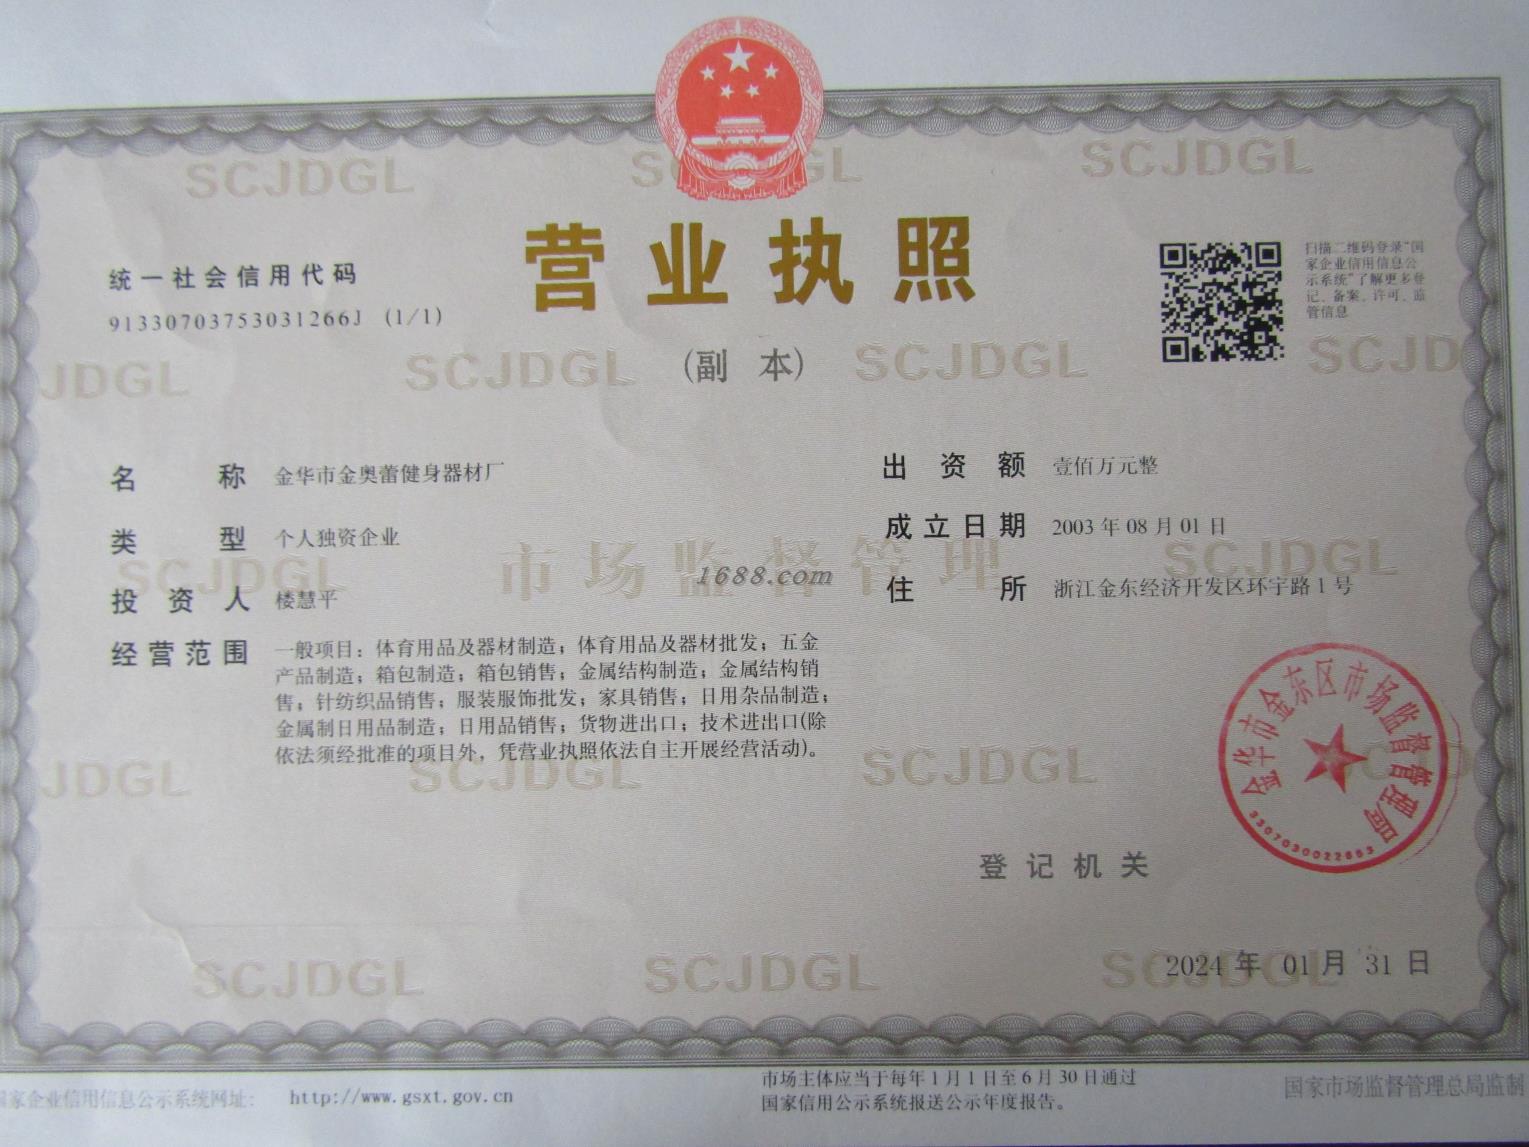 SCJDGL
SCJDGL
营业执照
(副 本)
统一社会信用代码
91330703753031266J (1/1)
扫描二维码登录“国
家企业信用信息公
示系统”了解更多登
记、备案、许可、监
管信息
JDGL
SCJDGL
SCJDGL
SCJD
名 称 金华市金奥蕾健身器材厂
类 型 个人独资企业
投资人 楼慧平
经营范围 一般项目：体育用品及器材制造；体育用品及器材批发；五金
产品制造；箱包制造；箱包销售；金属结构制造；金属结构销
售；针纺织品销售；服装服饰批发；家具销售；日用杂品制造；
金属制日用品制造；日用品销售；货物进出口；技术进出口(除
依法须经批准的项目外，凭营业执照依法自主开展经营活动)。
出资额 壹佰万元整
成立日期 2003年08月01日
住 所 浙江金东经济开发区环宇路1号
SCJDGL
市场监督管理
SCJDGL
1688.com
JDGL
SCJDGL
SCJDGL
金华市金东区市场监督管理局
3307030022863
登记机关
SCJDGL
SCJDGL
SCJDGL
2024年01月31日
国家企业信用信息公示系统网址： http://www.gsxt.gov.cn
市场主体应当于每年1月1日至6月30日通过
国家信用公示系统报送公示年度报告。
国家市场监督管理总局监制